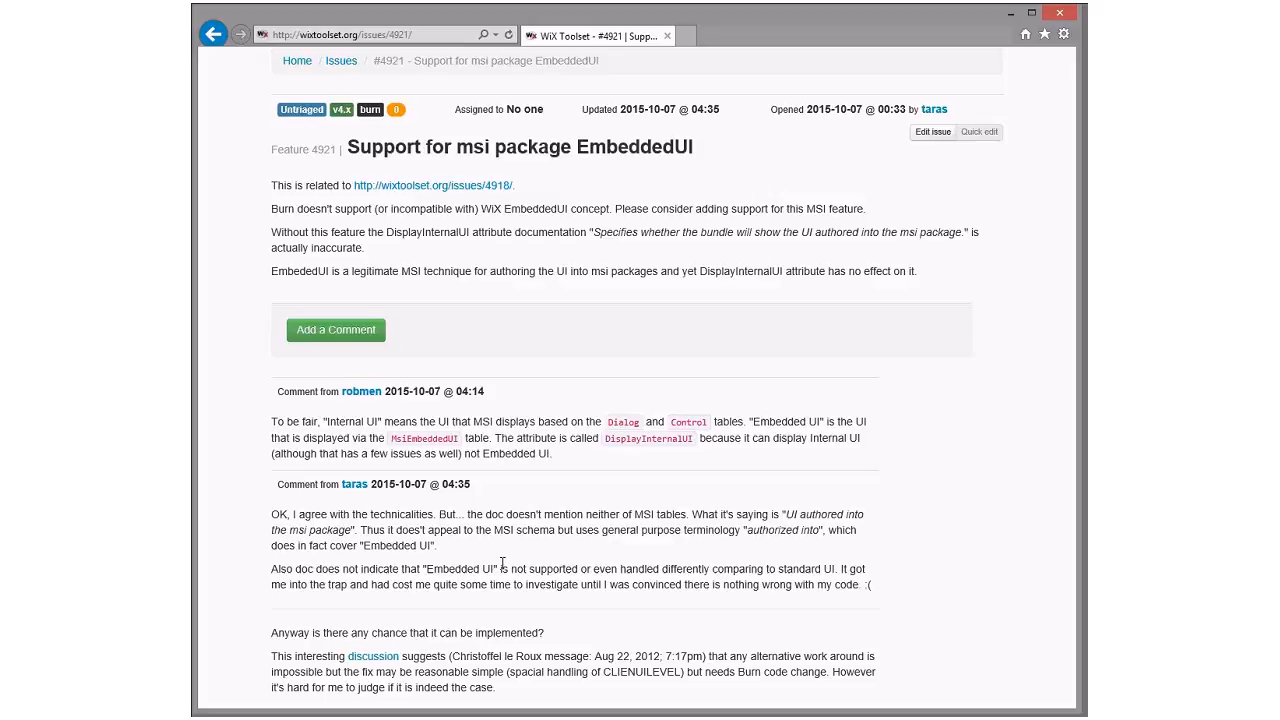 http://wixtoolset.org/issues/4921/
WiX Toolset - #4921 | Supp...
Home / Issues / #4921 - Support for msi package EmbeddedUI
Untriaged v4.x burn 0 Assigned to No one Updated 2015-10-07 @ 04:35 Opened 2015-10-07 @ 00:33 by taras
Edit issue Quick edit
Feature 4921 | Support for msi package EmbeddedUI
This is related to http://wixtoolset.org/issues/4918/.
Burn doesn't support (or incompatible with) WiX EmbeddedUI concept. Please consider adding support for this MSI feature.
Without this feature the DisplayInternalUI attribute documentation "Specifies whether the bundle will show the UI authored into the msi package." is
actually inaccurate.
EmbededUI is a legitimate MSI technique for authoring the UI into msi packages and yet DisplayInternalUI attribute has no effect on it.
Add a Comment
Comment from robmen 2015-10-07 @ 04:14
To be fair, "Internal UI" means the UI that MSI displays based on the Dialog and Control tables. "Embedded UI" is the UI
that is displayed via the MsiEmbeddedUI table. The attribute is called DisplayInternalUI because it can display Internal UI
(although that has a few issues as well) not Embedded UI.
Comment from taras 2015-10-07 @ 04:35
OK, I agree with the technicalities. But... the doc doesn't mention neither of MSI tables. What it's saying is "UI authored into
the msi package". Thus it does't appeal to the MSI schema but uses general purpose terminology "authorized into", which
does in fact cover "Embedded UI".
Also doc does not indicate that "Embedded UI" is not supported or even handled differently comparing to standard UI. It got
me into the trap and had cost me quite some time to investigate until I was convinced there is nothing wrong with my code. :(
Anyway is there any chance that it can be implemented?
This interesting discussion suggests (Christoffel le Roux message: Aug 22, 2012; 7:17pm) that any alternative work around is
impossible but the fix may be reasonable simple (spacial handling of CLIENUILEVEL) but needs Burn code change. However
it's hard for me to judge if it is indeed the case.